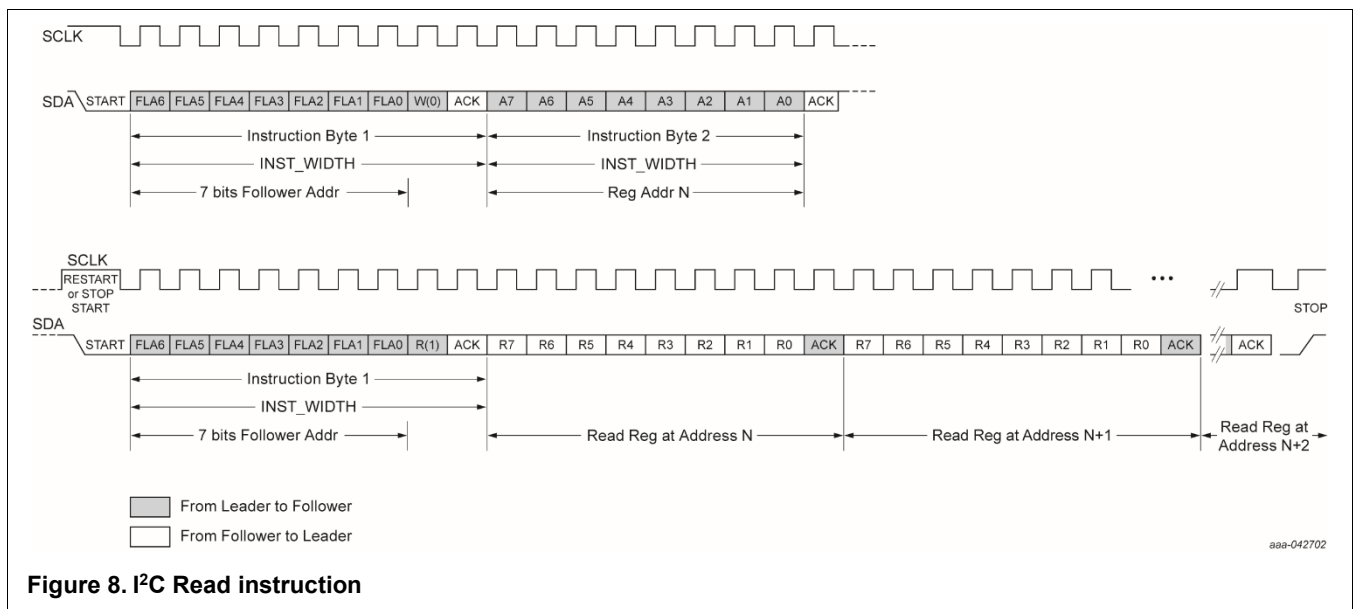 SCLK
SDA START FLA6 FLA5 FLA4 FLA3 FLA2 FLA1 FLA0 W(0) ACK A7 A6 A5 A4 A3 A2 A1 A0 ACK
Instruction Byte 1 Instruction Byte 2
INST_WIDTH INST_WIDTH
7 bits Follower Addr Reg Addr N
SCLK
RESTART
or STOP
START
...
STOP
SDA
START FLA6 FLA5 FLA4 FLA3 FLA2 FLA1 FLA0 R(1) ACK R7 R6 R5 R4 R3 R2 R1 R0 ACK R7 R6 R5 R4 R3 R2 R1 R0 ACK ACK
Instruction Byte 1
INST_WIDTH
7 bits Follower Addr Read Reg at Address N Read Reg at Address N+1 Read Reg at
Address N+2
From Leader to Follower
From Follower to Leader
aaa-042702
Figure 8. I²C Read instruction